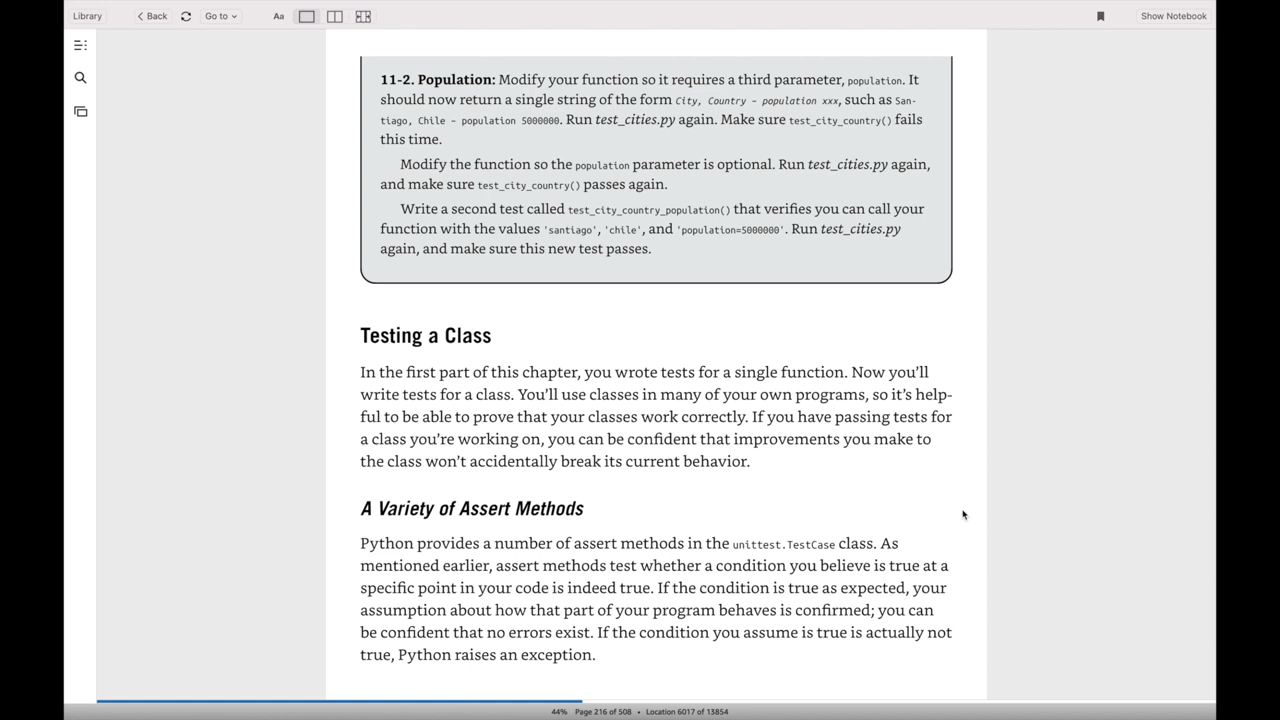 Library
Back
Go to
Aa
Show Notebook
11-2. Population: Modify your function so it requires a third parameter, population. It
should now return a single string of the form City, Country – population xxx, such as San-
tiago, Chile – population 5000000. Run test_cities.py again. Make sure test_city_country() fails
this time.
Modify the function so the population parameter is optional. Run test_cities.py again,
and make sure test_city_country() passes again.
Write a second test called test_city_country_population() that verifies you can call your
function with the values 'santiago', 'chile', and 'population=5000000'. Run test_cities.py
again, and make sure this new test passes.
Testing a Class
In the first part of this chapter, you wrote tests for a single function. Now you’ll
write tests for a class. You’ll use classes in many of your own programs, so it’s help-
ful to be able to prove that your classes work correctly. If you have passing tests for
a class you’re working on, you can be confident that improvements you make to
the class won’t accidentally break its current behavior.
A Variety of Assert Methods
Python provides a number of assert methods in the unittest.TestCase class. As
mentioned earlier, assert methods test whether a condition you believe is true at a
specific point in your code is indeed true. If the condition is true as expected, your
assumption about how that part of your program behaves is confirmed; you can
be confident that no errors exist. If the condition you assume is true is actually not
true, Python raises an exception.
44% Page 216 of 508 • Location 6017 of 13854